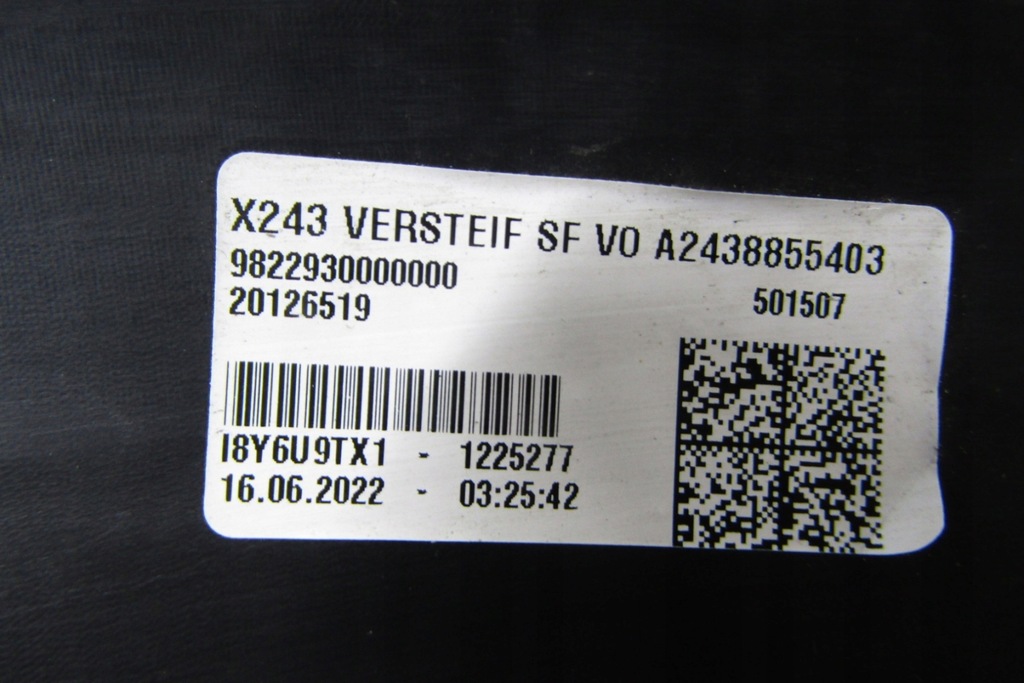 X243 VERSTEIF SF VO A2438855403
9822930000000
20126519 501507
I8Y6U9TX1 - 1225277
16.06.2022 - 03:25:42